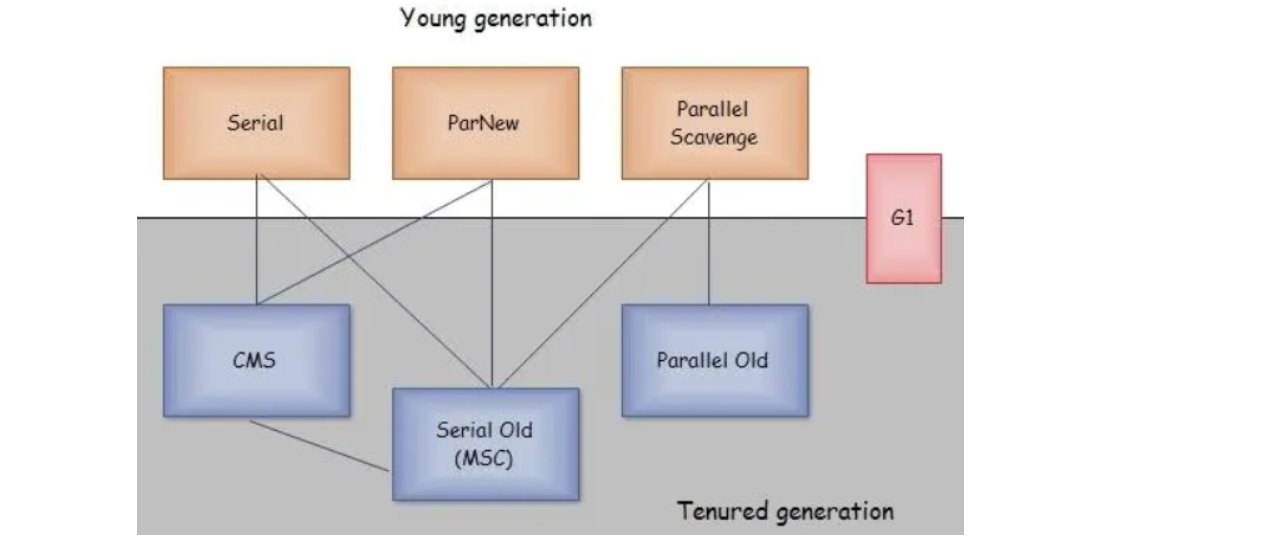 Young generation
Serial
ParNew
Parallel
Scavenge
G1
CMS
Parallel Old
Serial Old
(MSC)
Tenured generation